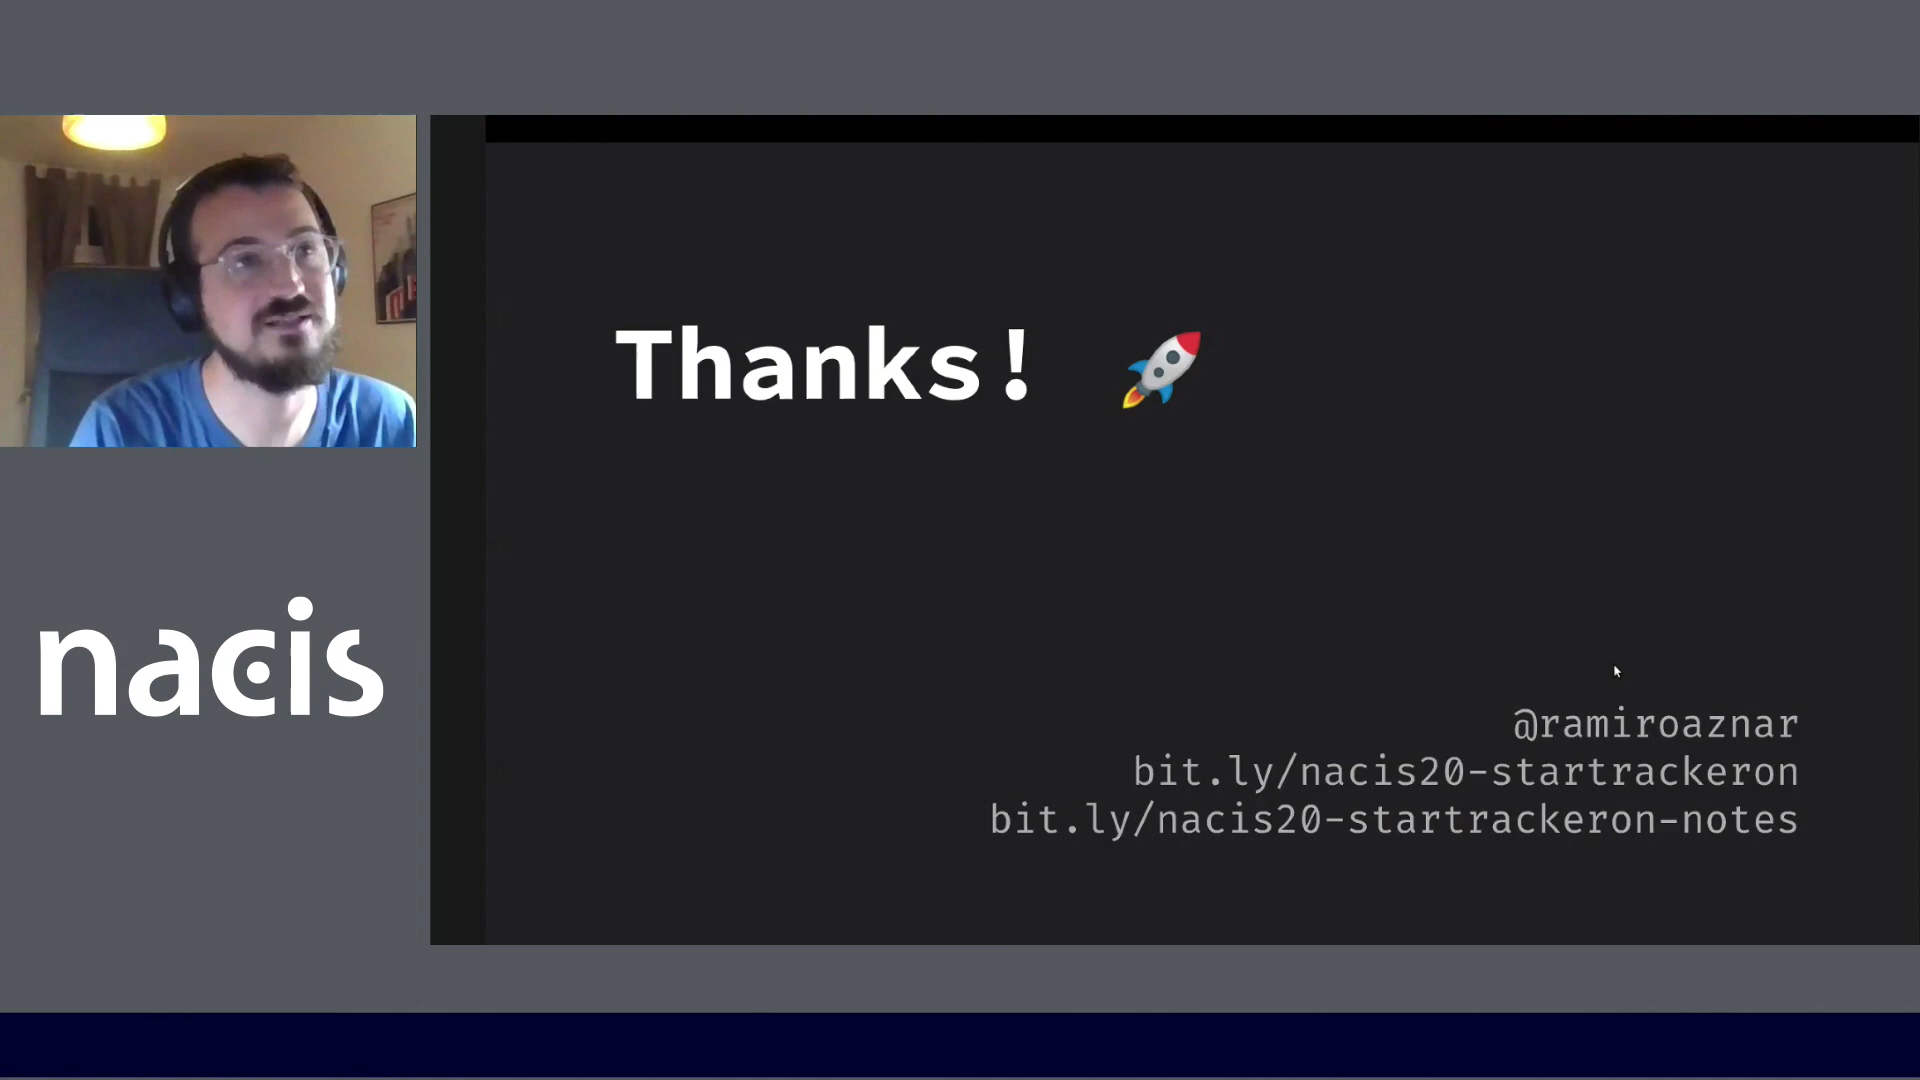 Thanks! 🚀
nacis
@ramiroaznar
bit.ly/nacis20-startrackeron
bit.ly/nacis20-startrackeron-notes